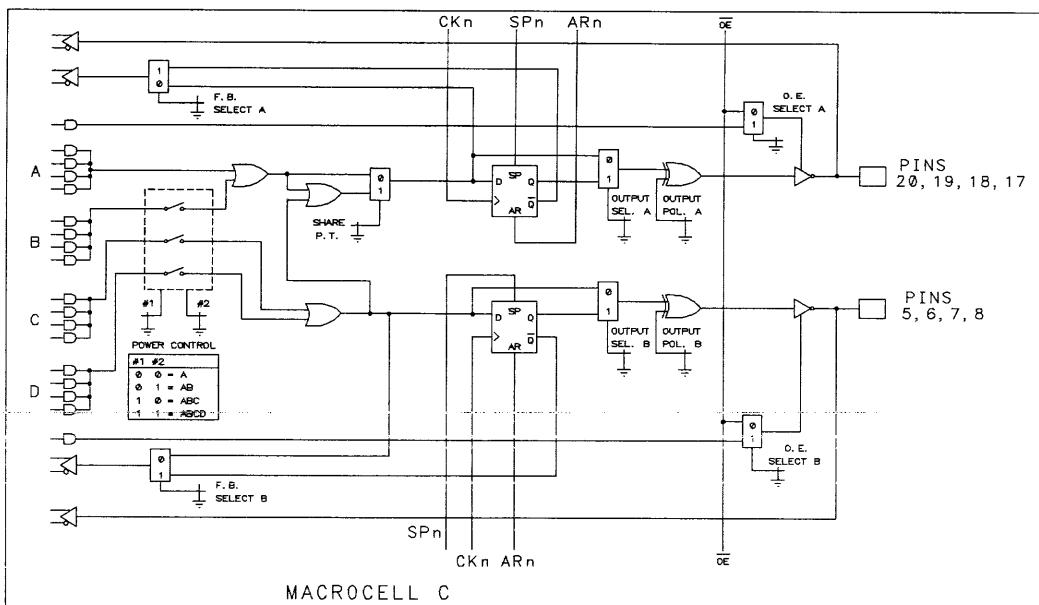 CKn SPn ARn
OE
1
0
F. B.
SELECT A
O. E.
SELECT A
0
1
A
PINS
20, 19, 18, 17
0
1
D SP Q
AR Q
0
1
SHARE
P. T.
OUTPUT
SEL. A
OUTPUT
POL. A
B
C
#1 #2
POWER CONTROL
#1 #2
0 0 = A
0 1 = AB
1 0 = ABC
1 1 = ABCD
D
D SP Q
AR Q
0
1
OUTPUT
SEL. B
OUTPUT
POL. B
PINS
5, 6, 7, 8
0
1
O. E.
SELECT B
0
1
F. B.
SELECT B
SPn
CKn ARn
OE
MACROCELL C